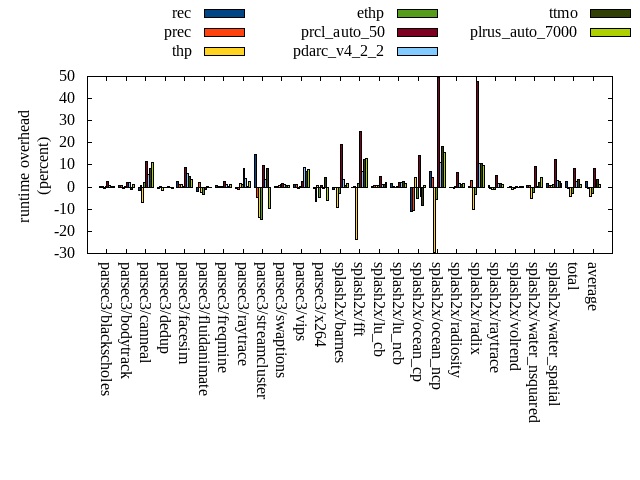 rec
prec
thp
ethp
prcl_auto_50
pdarc_v4_2_2
ttmo
plrus_auto_7000
runtime overhead
(percent)
50
40
30
20
10
0
-10
-20
-30
parsec3/blackscholes
parsec3/bodytrack
parsec3/canneal
parsec3/dedup
parsec3/facesim
parsec3/fluidanimate
parsec3/freqmine
parsec3/raytrace
parsec3/streamcluster
parsec3/swaptions
parsec3/vips
parsec3/x264
splash2x/barnes
splash2x/fft
splash2x/lu_cb
splash2x/lu_ncb
splash2x/ocean_cp
splash2x/ocean_ncp
splash2x/radiosity
splash2x/radix
splash2x/raytrace
splash2x/volrend
splash2x/water_nsquared
splash2x/water_spatial
total
average